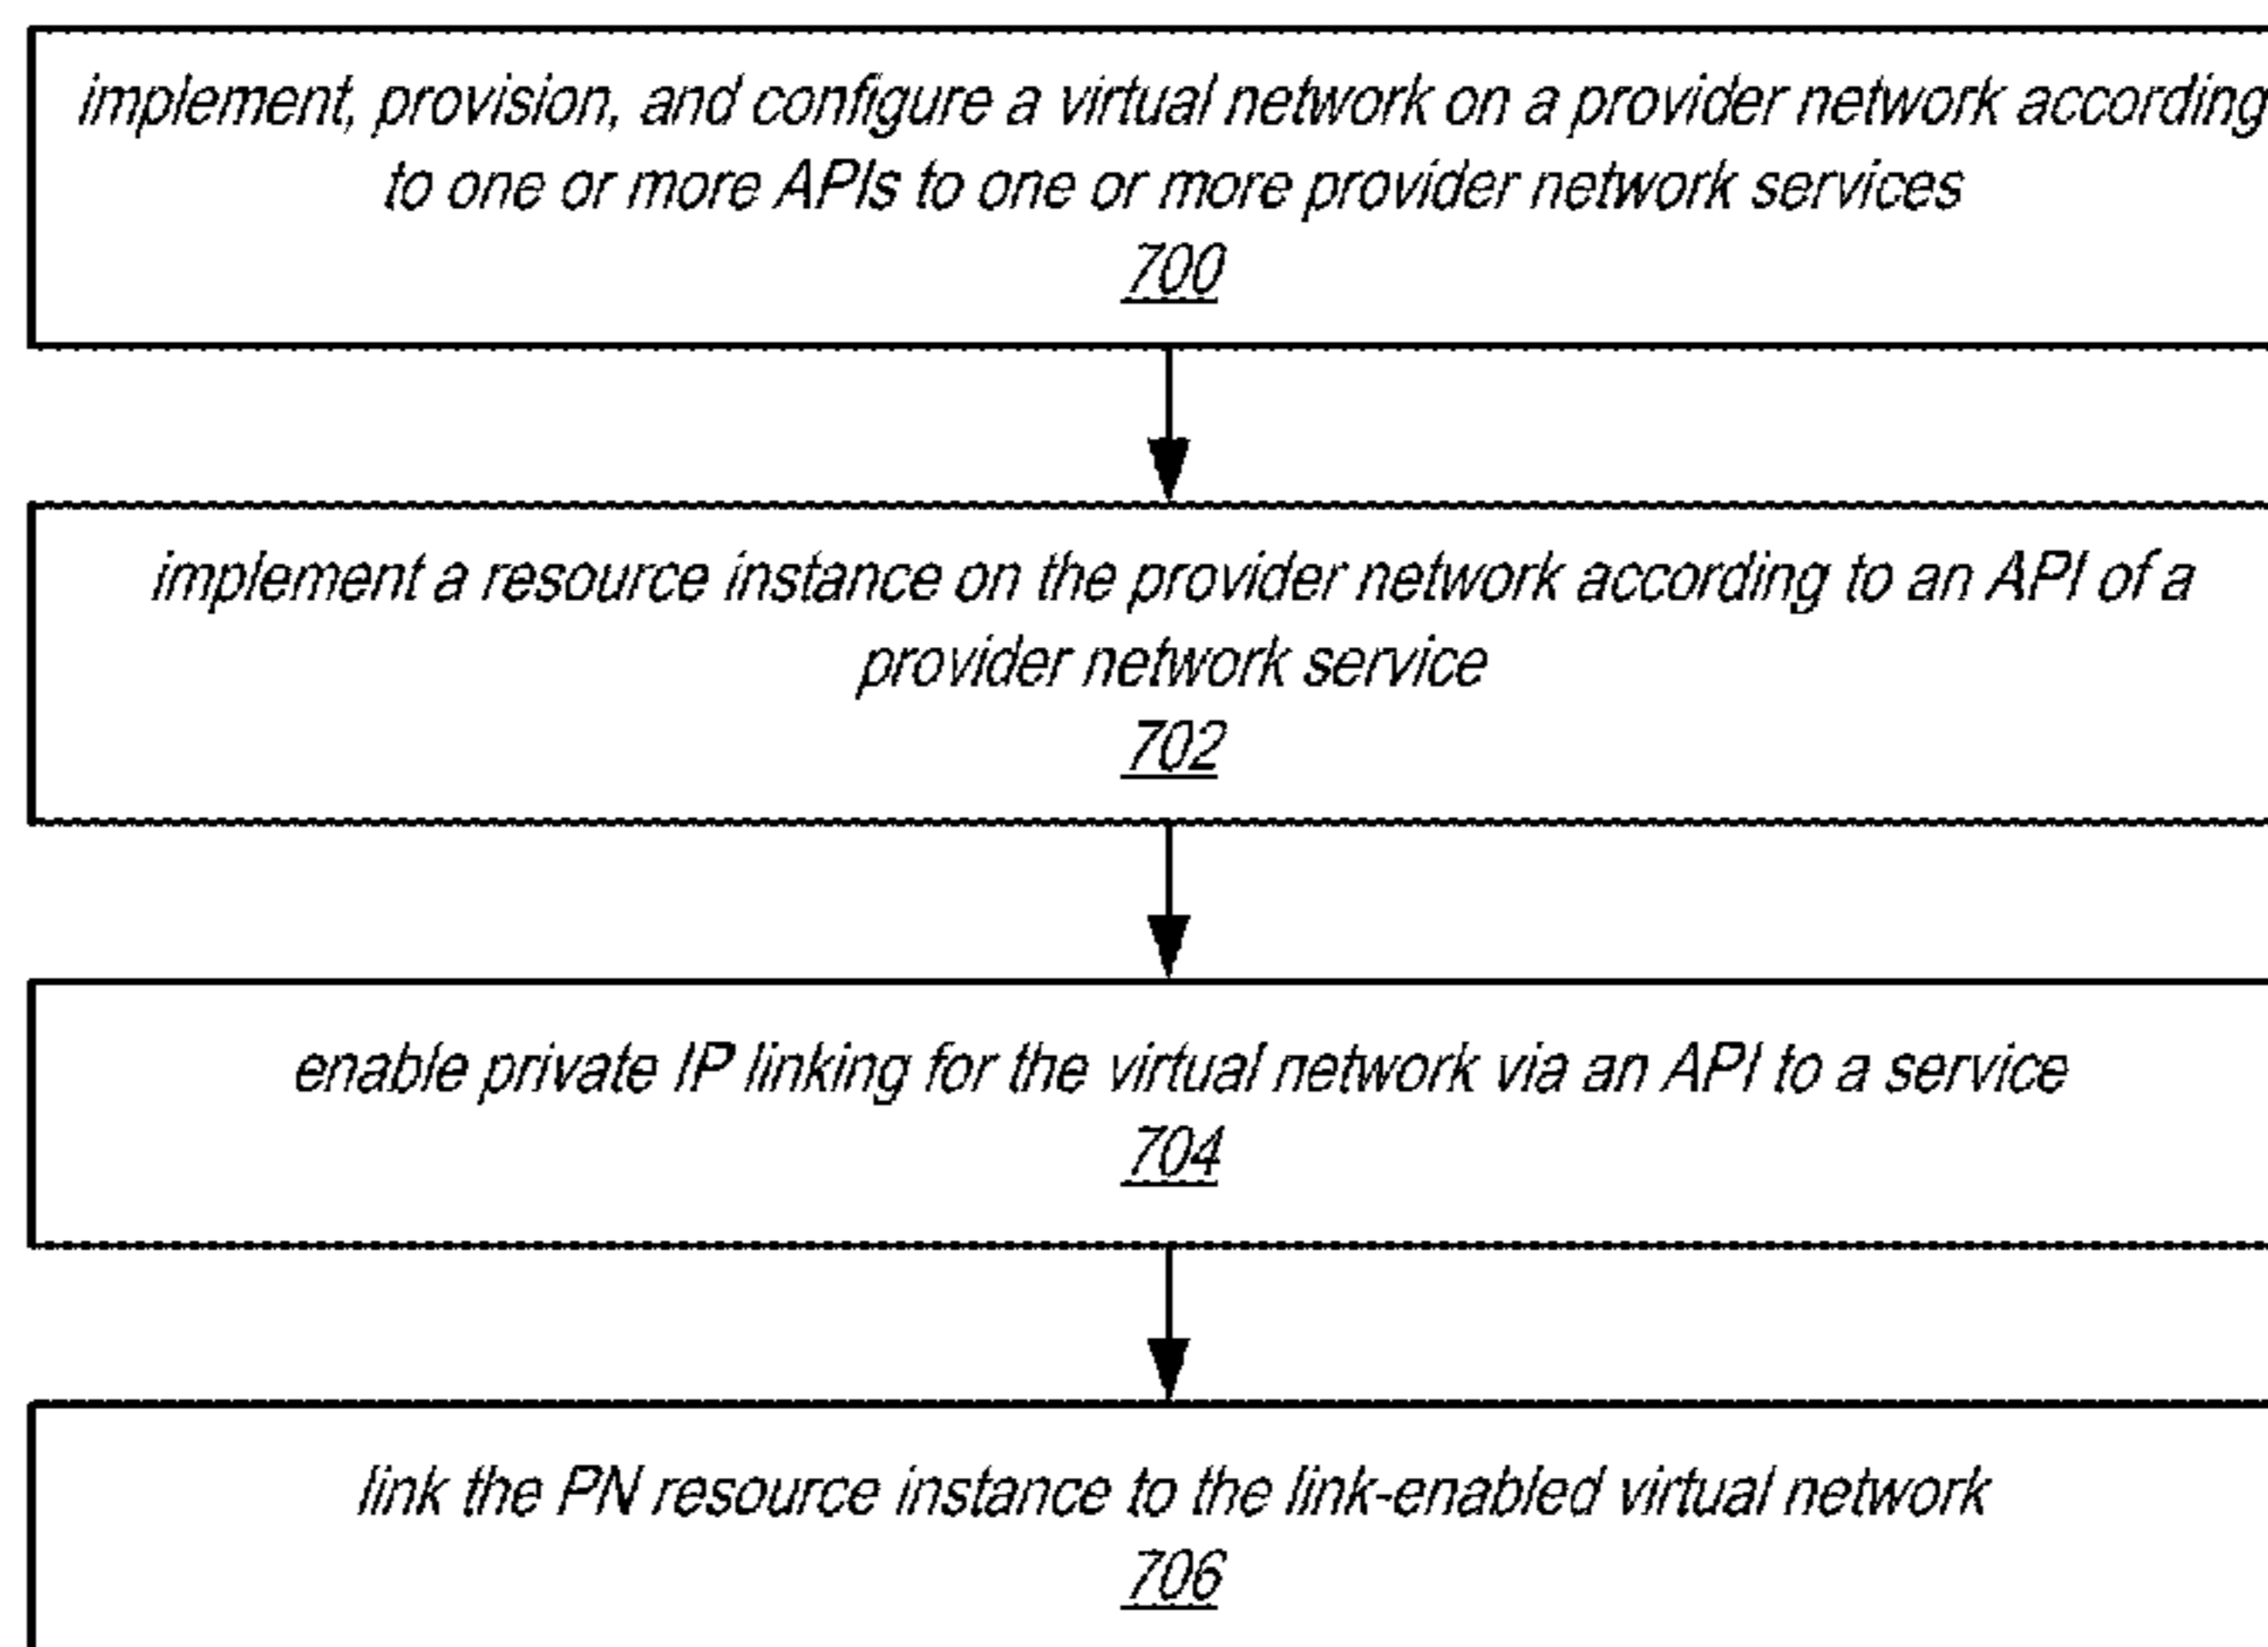 implement, provision, and configure a virtual network on a provider network according
to one or more APIs to one or more provider network services
700
implement a resource instance on the provider network according to an API of a
provider network service
702
enable private IP linking for the virtual network via an API to a service
704
link the PN resource instance to the link-enabled virtual network
706